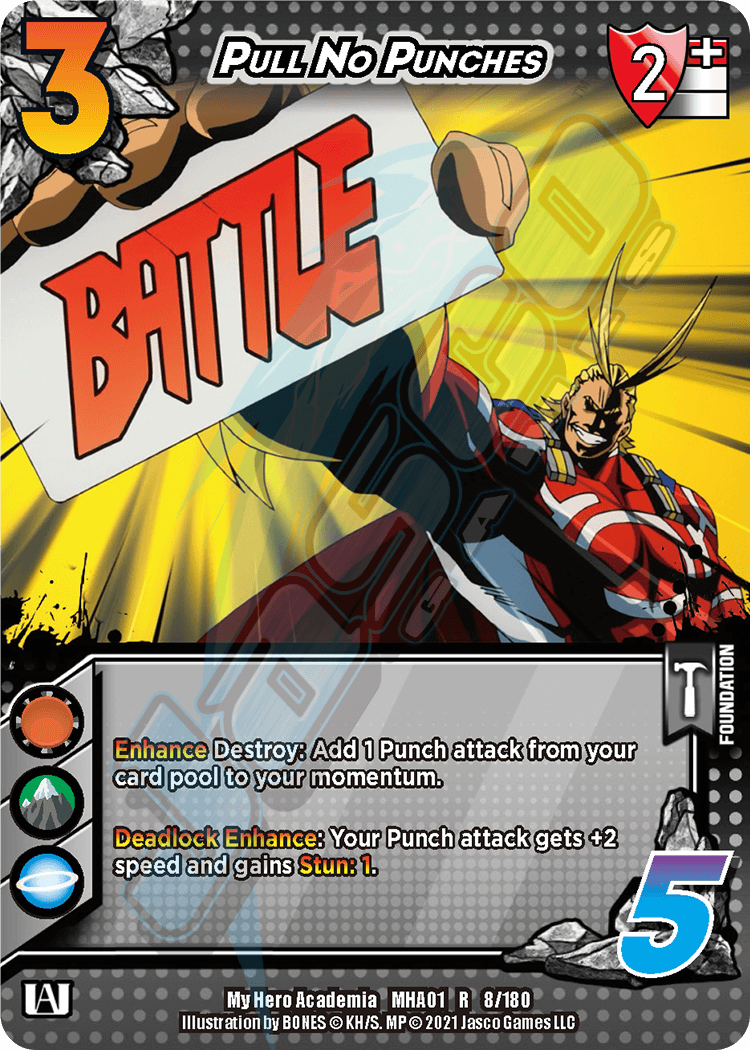 3
PULL NO PUNCHES
2 +
BATTLE
FOUNDATION
Enhance Destroy: Add 1 Punch attack from your
card pool to your momentum.
Deadlock Enhance: Your Punch attack gets +2
speed and gains Stun: 1.
5
UA
My Hero Academia MHA01 R 8/180
Illustration by BONES © KH/S. MP © 2021 Jasco Games LLC